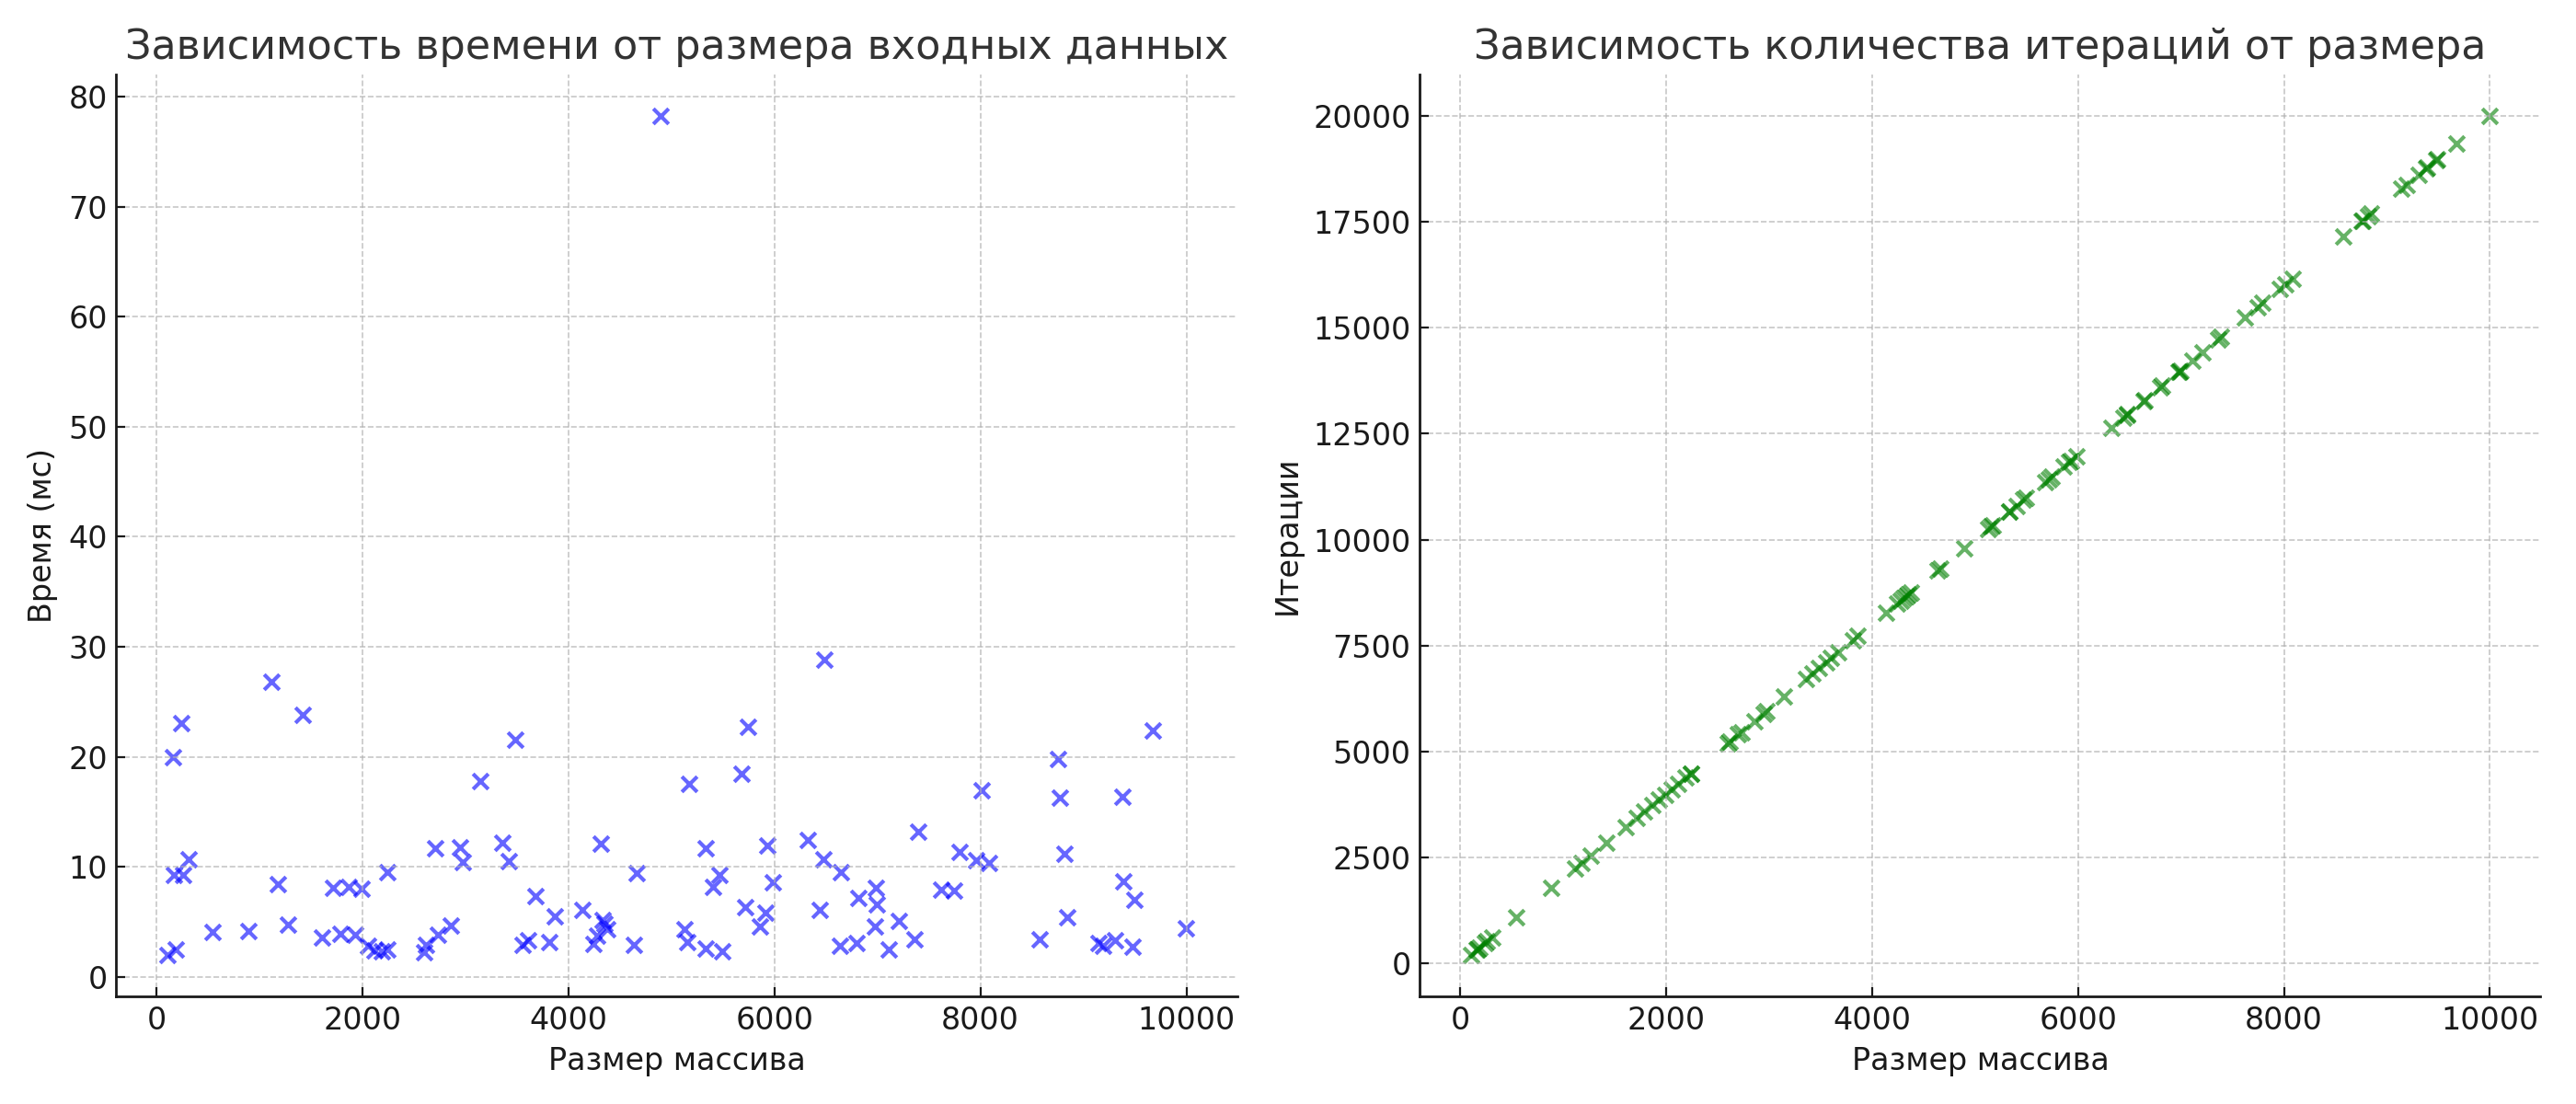 Зависимость времени от размера входных данных
80
70
60
50
40
30
20
10
0
Время (мс)
0 2000 4000 6000 8000 10000
Размер массива
Зависимость количества итераций от размера
20000
17500
15000
12500
10000
7500
5000
2500
0
Итерации
0 2000 4000 6000 8000 10000
Размер массива